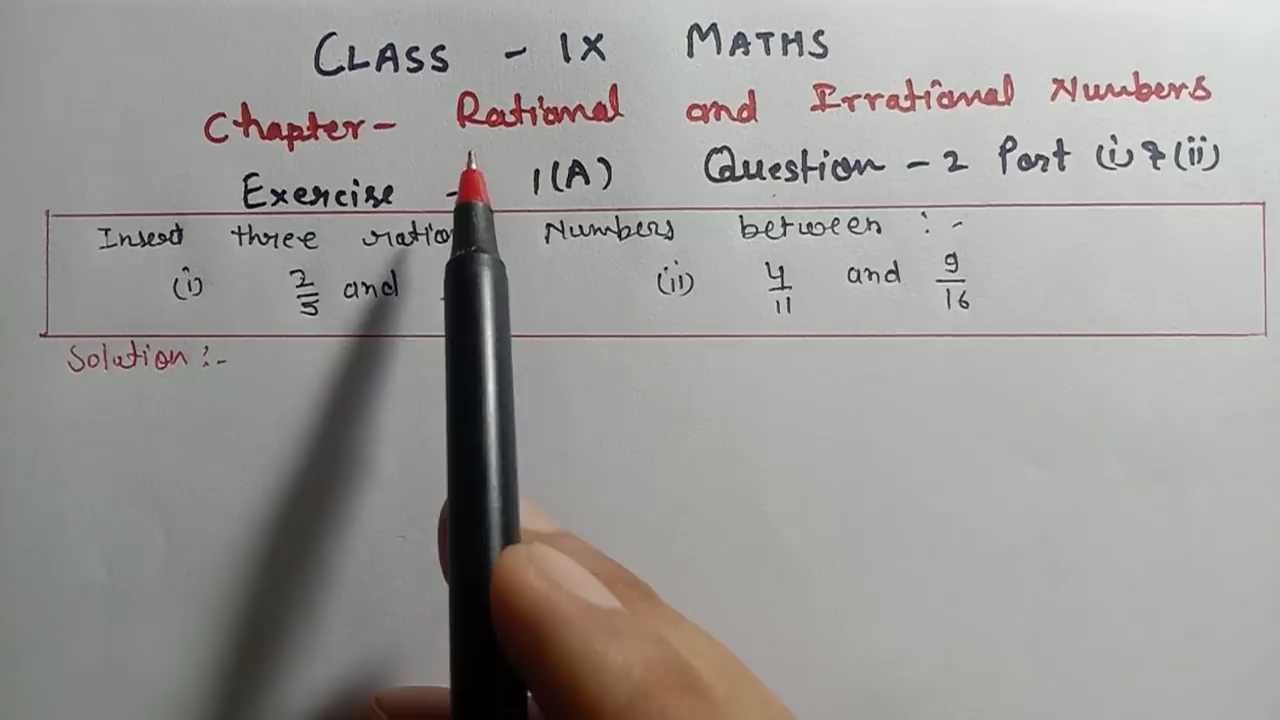 CLASS - IX MATHS
Chapter- Rational and Irrational Numbers
Exercise - 1(A) Question - 2 Part (i) & (ii)
Insert three Numbers between :-
(i) 2/5 and (ii) 4/11 and 9/16
Solution :-